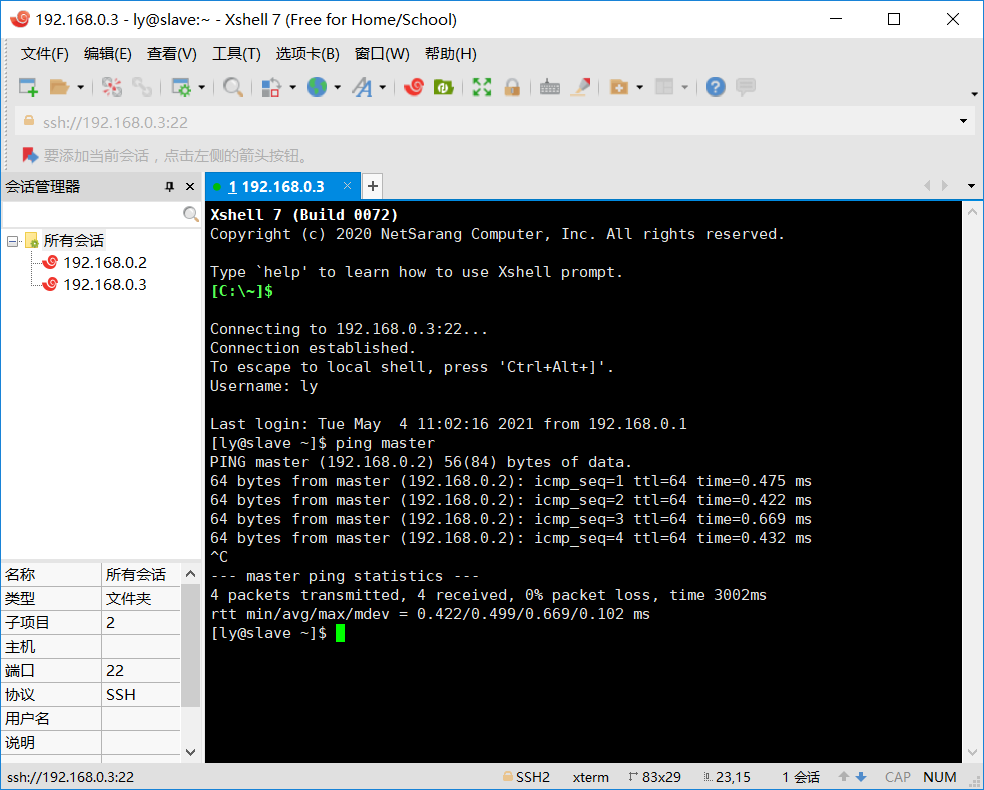 192.168.0.3 - ly@slave:~ - Xshell 7 (Free for Home/School)
文件(F) 编辑(E) 查看(V) 工具(T) 选项卡(B) 窗口(W) 帮助(H)
ssh://192.168.0.3:22
要添加当前会话，点击左侧的箭头按钮。
会话管理器
所有会话
192.168.0.2
192.168.0.3
名称 所有会话
类型 文件夹
子项目 2
主机
端口 22
协议 SSH
用户名
说明
1 192.168.0.3
Xshell 7 (Build 0072)
Copyright (c) 2020 NetSarang Computer, Inc. All rights reserved.
Type `help' to learn how to use Xshell prompt.
[C:\~]$
Connecting to 192.168.0.3:22...
Connection established.
To escape to local shell, press 'Ctrl+Alt+]'.
Username: ly
Last login: Tue May  4 11:02:16 2021 from 192.168.0.1
[ly@slave ~]$ ping master
PING master (192.168.0.2) 56(84) bytes of data.
64 bytes from master (192.168.0.2): icmp_seq=1 ttl=64 time=0.475 ms
64 bytes from master (192.168.0.2): icmp_seq=2 ttl=64 time=0.422 ms
64 bytes from master (192.168.0.2): icmp_seq=3 ttl=64 time=0.669 ms
64 bytes from master (192.168.0.2): icmp_seq=4 ttl=64 time=0.432 ms
^C
--- master ping statistics ---
4 packets transmitted, 4 received, 0% packet loss, time 3002ms
rtt min/avg/max/mdev = 0.422/0.499/0.669/0.102 ms
[ly@slave ~]$
ssh://192.168.0.3:22 SSH2 xterm 83x29 23,15 1 会话 CAP NUM